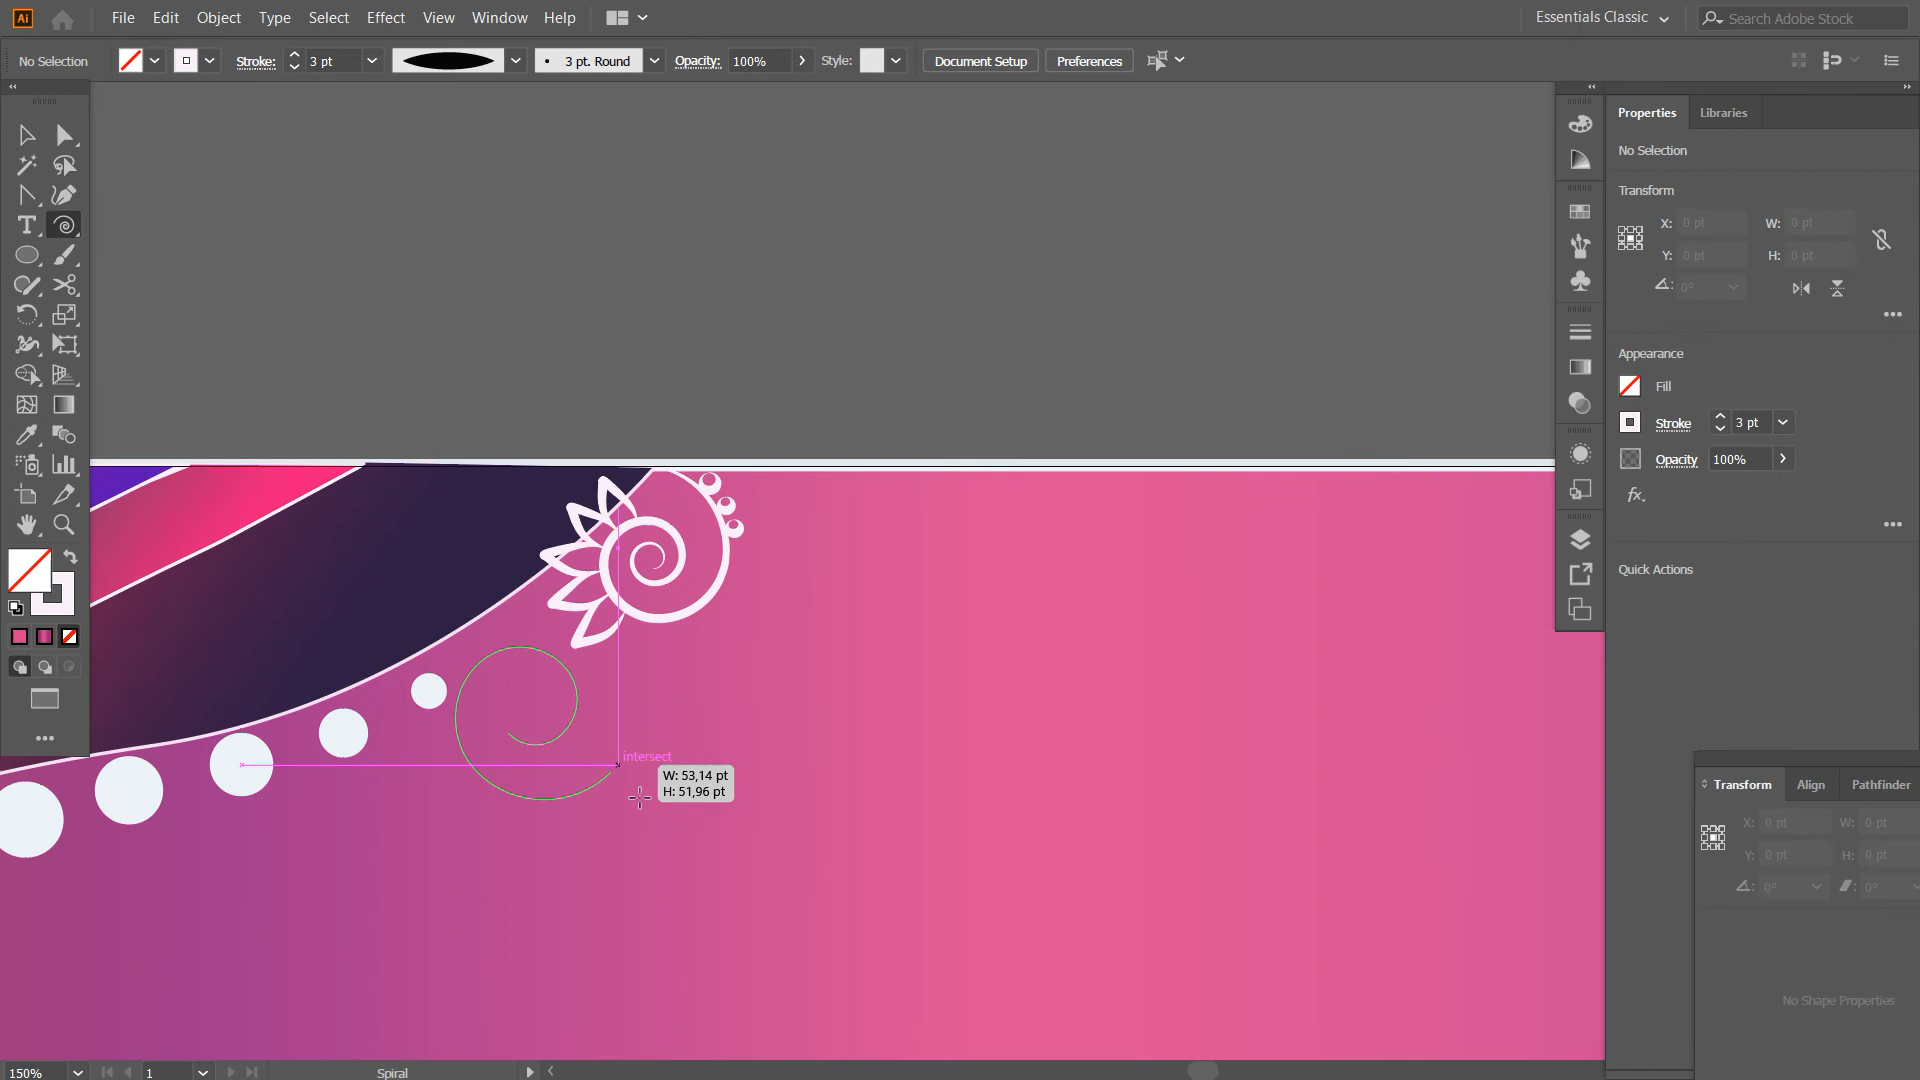 Ai File Edit Object Type Select Effect View Window Help Essentials Classic Search Adobe Stock
No Selection Stroke: 3 pt 3 pt. Round Opacity: 100% Style: Document Setup Preferences
Properties Libraries
No Selection
Transform
X: 0 pt W: 0 pt
Y: 0 pt H: 0 pt
0°
Appearance
Fill
Stroke 3 pt
Opacity 100%
fx.
Quick Actions
intersect
W: 53,14 pt
H: 51,96 pt
Transform Align Pathfinder
X: 0 pt W: 0 pt
Y: 0 pt H: 0 pt
0° 0°
No Shape Properties
150% 1 Spiral